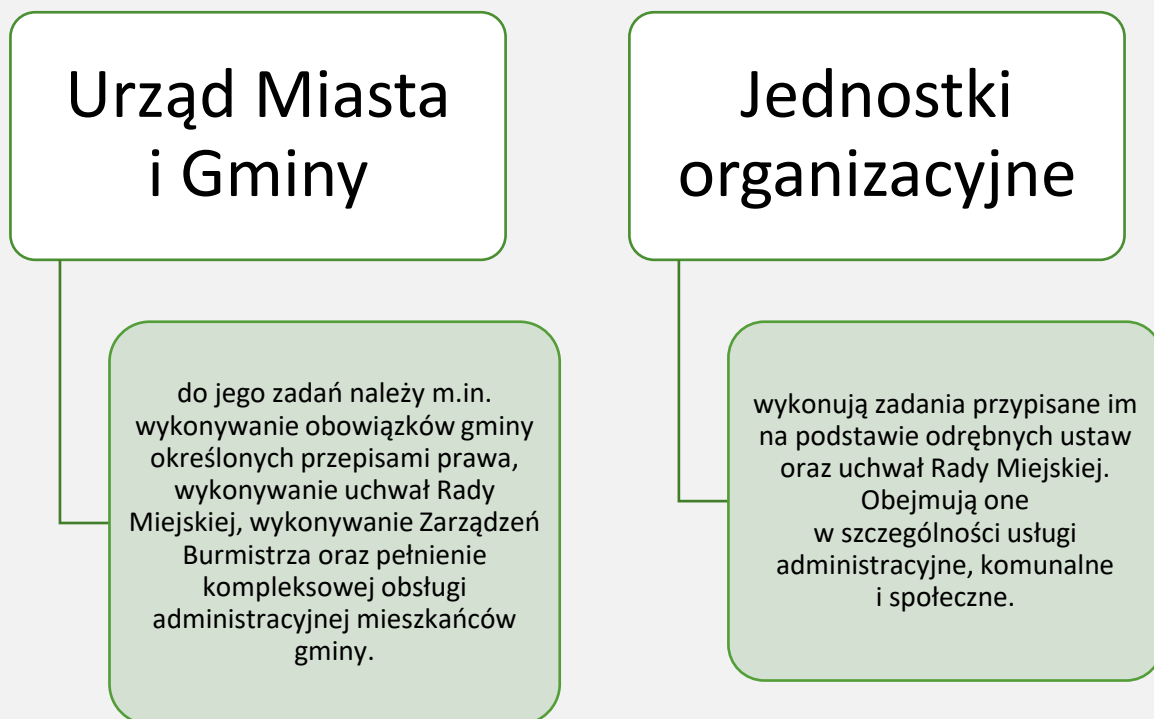 Urząd Miasta
i Gminy
do jego zadań należy m.in.
wykonywanie obowiązków gminy
określonych przepisami prawa,
wykonywanie uchwał Rady
Miejskiej, wykonywanie Zarządzeń
Burmistrza oraz pełnienie
kompleksowej obsługi
administracyjnej mieszkańców
gminy.
Jednostki
organizacyjne
wykonują zadania przypisane im
na podstawie odrębnych ustaw
oraz uchwał Rady Miejskiej.
Obejmują one
w szczególności usługi
administracyjne, komunalne
i społeczne.